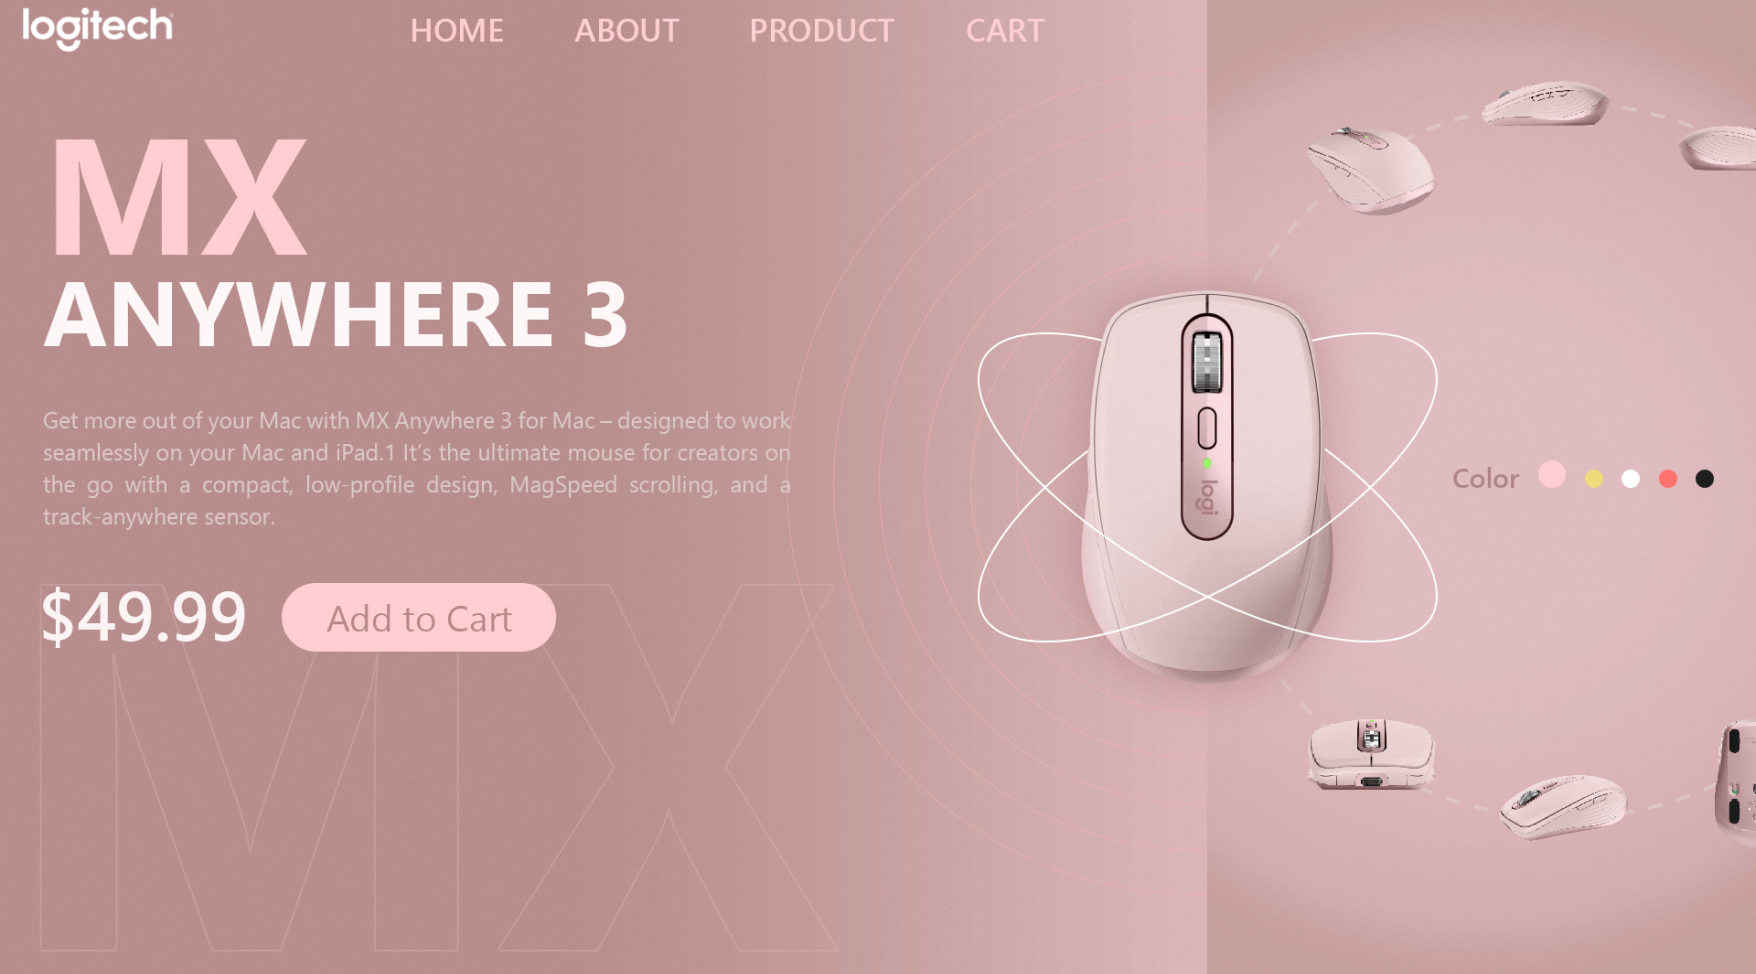 logitech
HOME ABOUT PRODUCT CART
MX
ANYWHERE 3
Get more out of your Mac with MX Anywhere 3 for Mac – designed to work
seamlessly on your Mac and iPad.1 It’s the ultimate mouse for creators on
the go with a compact, low-profile design, MagSpeed scrolling, and a
track-anywhere sensor.
$49.99 Add to Cart
MX
logi
Color